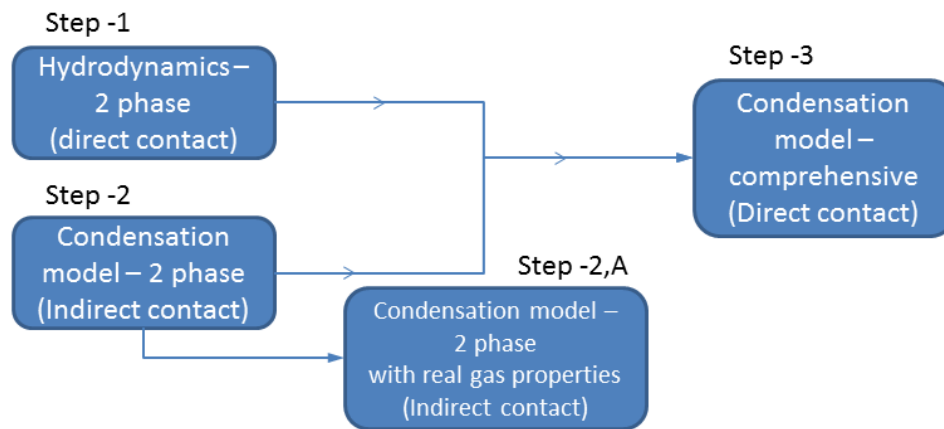 Step -1
Hydrodynamics –
2 phase
(direct contact)
Step -2
Condensation
model – 2 phase
(Indirect contact)
Step -2,A
Condensation model –
2 phase
with real gas properties
(Indirect contact)
Step -3
Condensation
model –
comprehensive
(Direct contact)